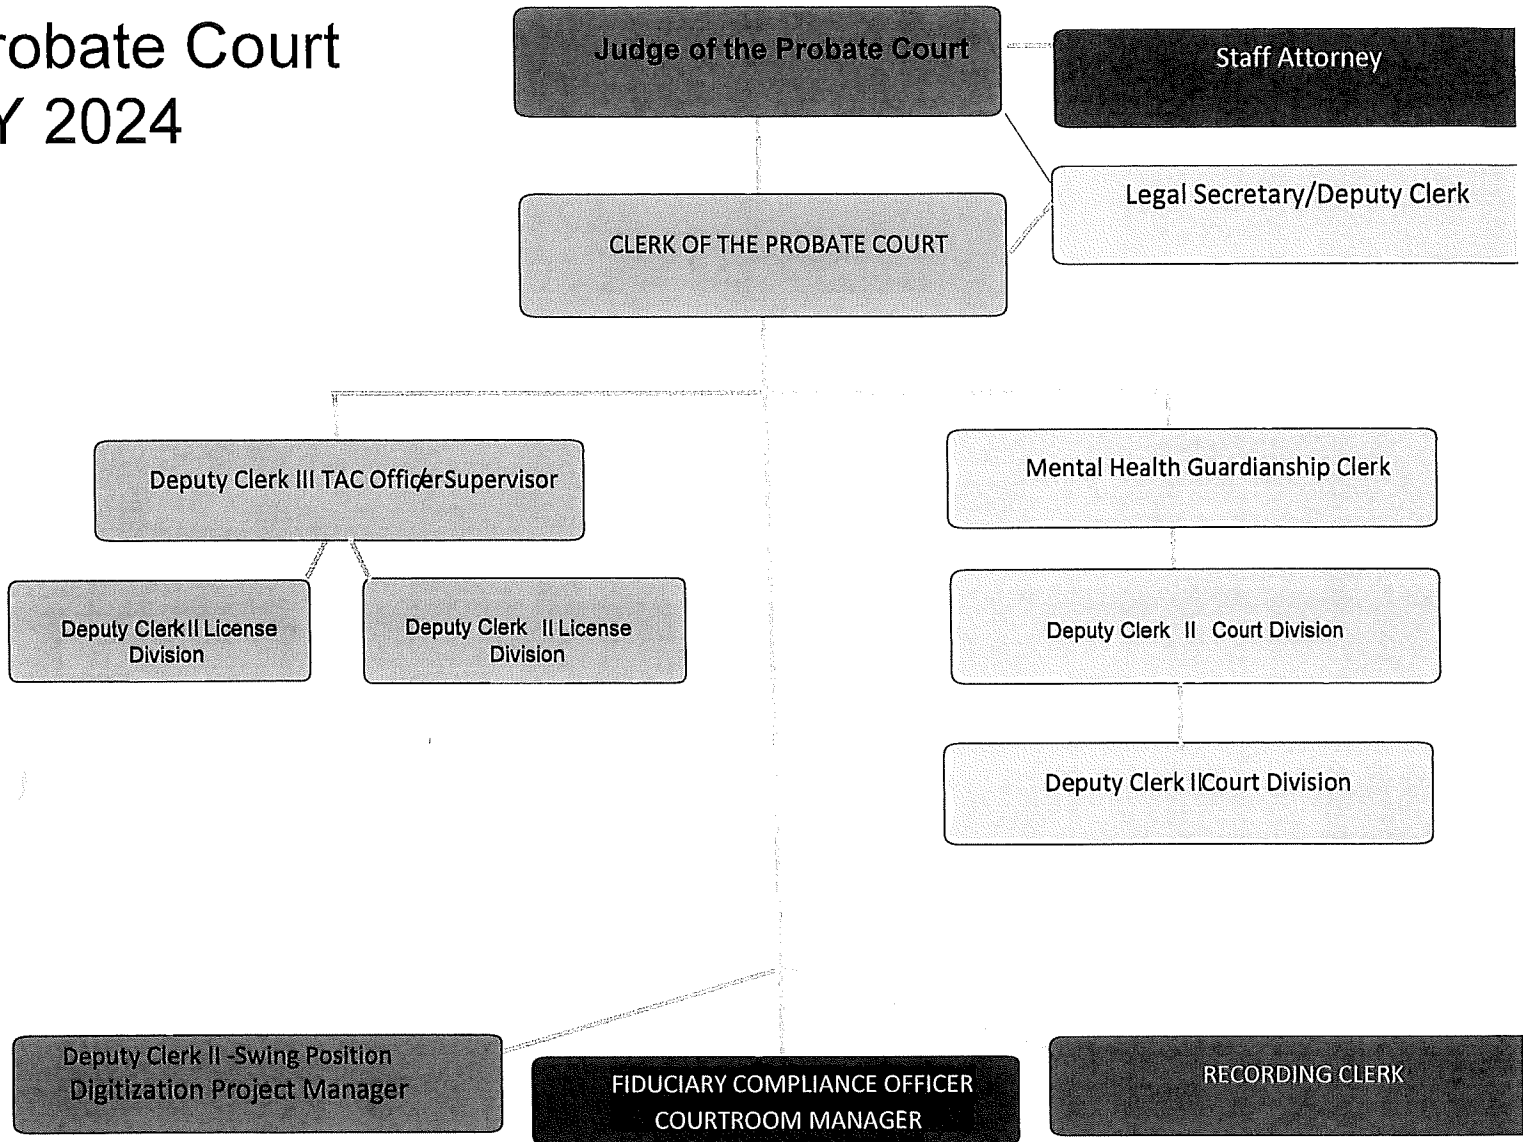 robate Court
Y 2024
Judge of the Probate Court
Staff Attorney
Legal Secretary/Deputy Clerk
CLERK OF THE PROBATE COURT
Deputy Clerk III TAC Officer/Supervisor
Mental Health Guardianship Clerk
Deputy Clerk II License
Division
Deputy Clerk II License
Division
Deputy Clerk II Court Division
Deputy Clerk II Court Division
Deputy Clerk II -Swing Position
Digitization Project Manager
FIDUCIARY COMPLIANCE OFFICER
COURTROOM MANAGER
RECORDING CLERK